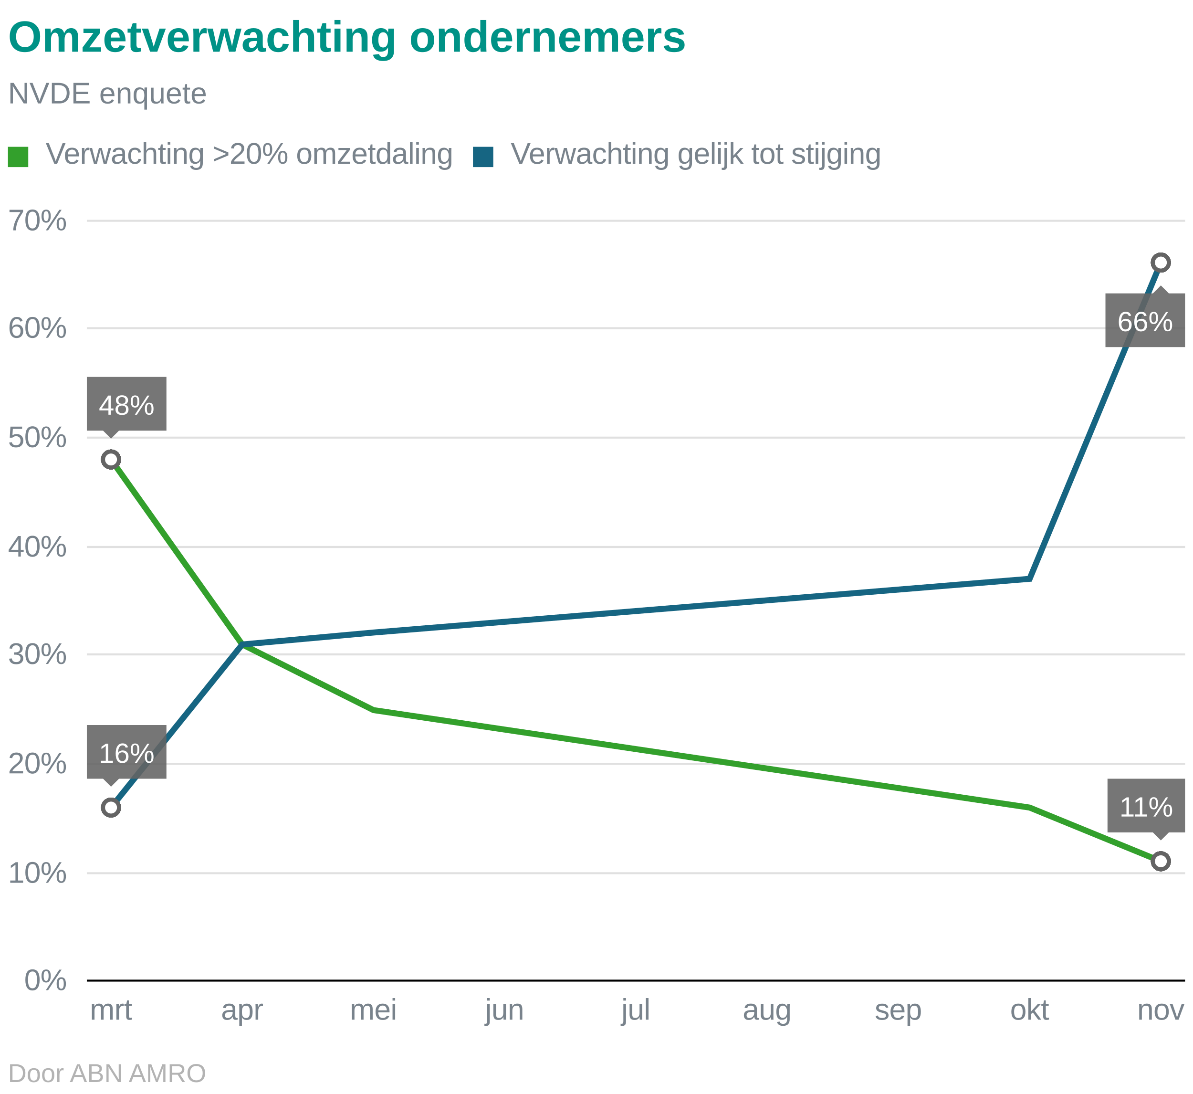 Omzetverwachting ondernemers
NVDE enquete
Verwachting >20% omzetdaling Verwachting gelijk tot stijging
70%
66%
60%
48%
50%
40%
30%
16%
20%
11%
10%
0%
mrt apr mei jun jul aug sep okt nov
Door ABN AMRO